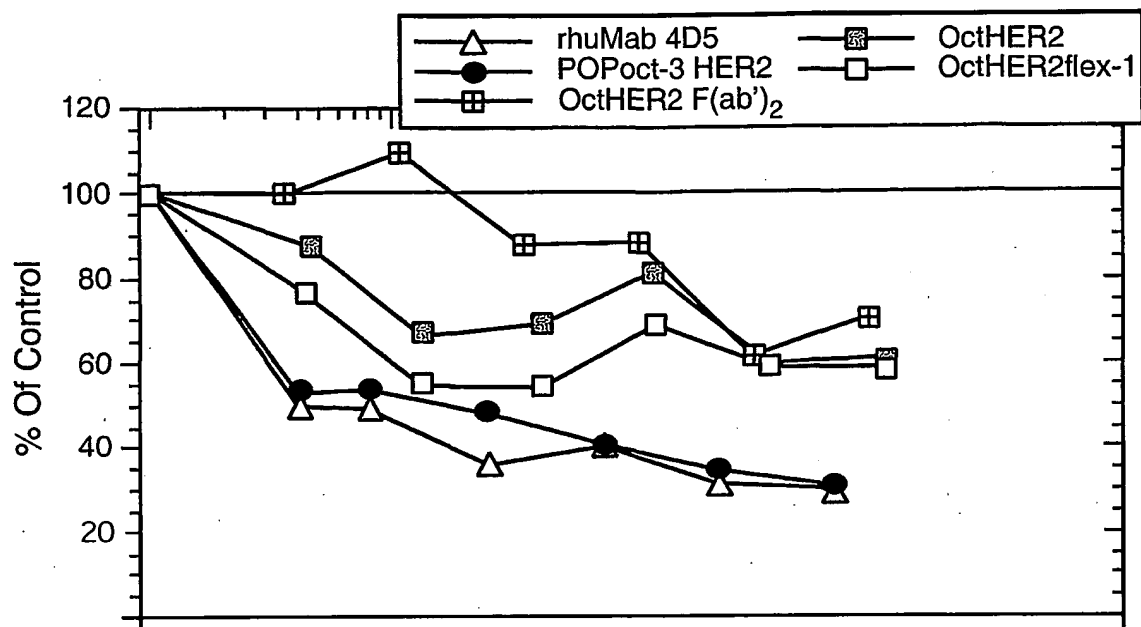 rhuMab 4D5
OctHER2
POPoct-3 HER2
OctHER2flex-1
OctHER2 F(ab')₂
120
100
80
60
40
20
% Of Control